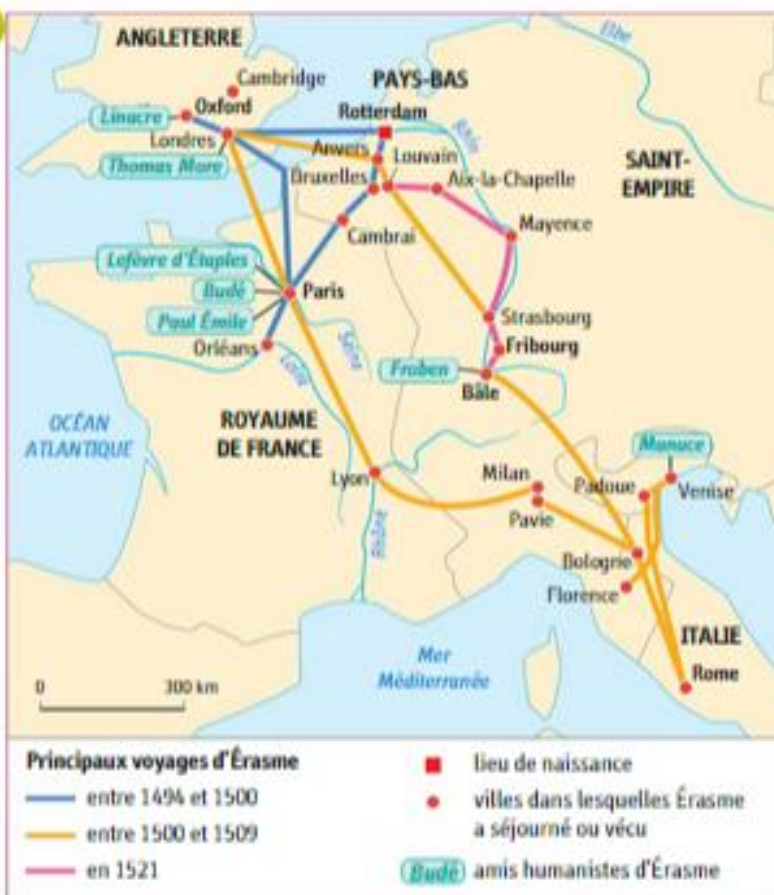 ANGLETERRE
Cambridge
PAYS-BAS
Linacre
Oxford
Rotterdam
Elbe
Londres
Rhin
Thomas More
Anvers
Louvain
SAINT-
EMPIRE
Bruxelles
Aix-la-Chapelle
Cambrai
Mayence
Lefèvre d'Étaples
Budé
Paris
Paul Émile
Strasbourg
Seine
Orléans
Fribourg
Loire
Froben
Bâle
OCÉAN
ATLANTIQUE
ROYAUME
DE FRANCE
Manuce
Lyon
Milan
Padoue
Venise
Pavie
Rhône
Bologne
Florence
ITALIE
Mer
Méditerranée
Rome
0 300 km
Principaux voyages d'Érasme
entre 1494 et 1500
entre 1500 et 1509
en 1521
lieu de naissance
villes dans lesquelles Érasme
a séjourné ou vécu
Budé amis humanistes d'Érasme